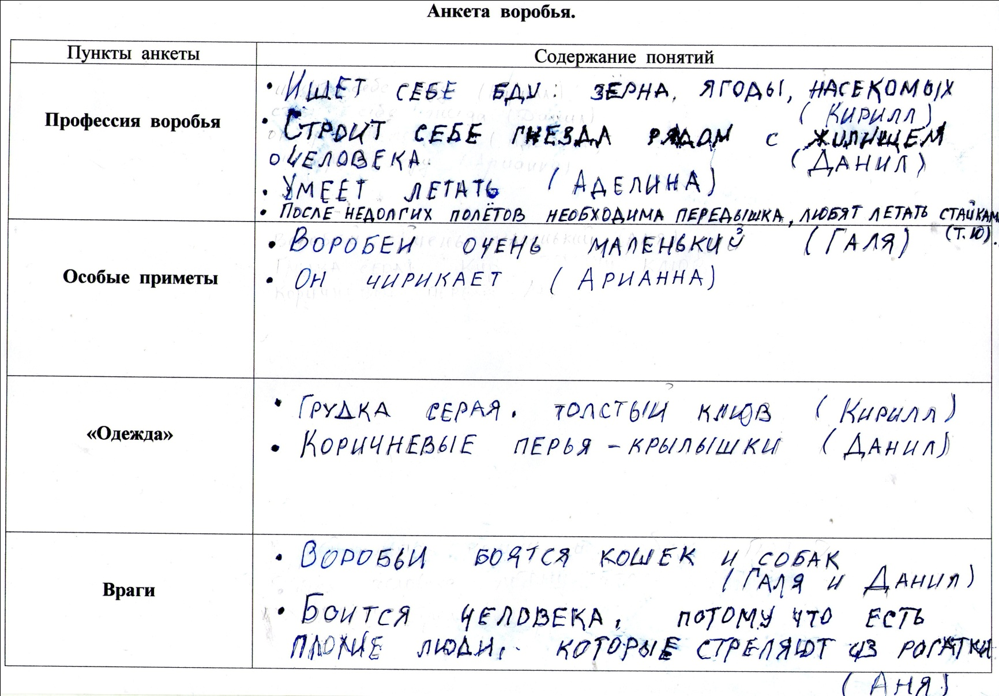 Анкета воробья.
Пункты анкеты
Содержание понятий
Профессия воробья
• ИЩЕТ СЕБЕ ЕДУ: ЗЁРНА, ЯГОДЫ, НАСЕКОМЫХ
(КИРИЛЛ)
• СТРОИТ СЕБЕ ГНЕЗДА РЯДОМ С ЖИЛИЩЕМ
ЧЕЛОВЕКА. (ДАНИЛ)
• УМЕЕТ ЛЕТАТЬ (АДЕЛИНА)
• ПОСЛЕ НЕДОЛГИХ ПОЛЁТОВ НЕОБХОДИМА ПЕРЕДЫШКА, ЛЮБЯТ ЛЕТАТЬ СТАЙКАМИ
(Т.Ю).
Особые приметы
• ВОРОБЕЙ ОЧЕНЬ МАЛЕНЬКИЙ (ГАЛЯ)
• ОН ЧИРИКАЕТ (АРИАННА)
«Одежда»
• ГРУДКА СЕРАЯ. ТОЛСТЫЙ КЛЮВ (КИРИЛЛ)
• КОРИЧНЕВЫЕ ПЕРЬЯ - КРЫЛЫШКИ (ДАНИЛ)
Враги
• ВОРОБЬИ БОЯТСЯ КОШЕК И СОБАК
(ГАЛЯ И ДАНИЛ)
• БОИТСЯ ЧЕЛОВЕКА, ПОТОМУ ЧТО ЕСТЬ
ПЛОХИЕ ЛЮДИ, КОТОРЫЕ СТРЕЛЯЮТ ИЗ РОГАТКИ
(АНЯ)